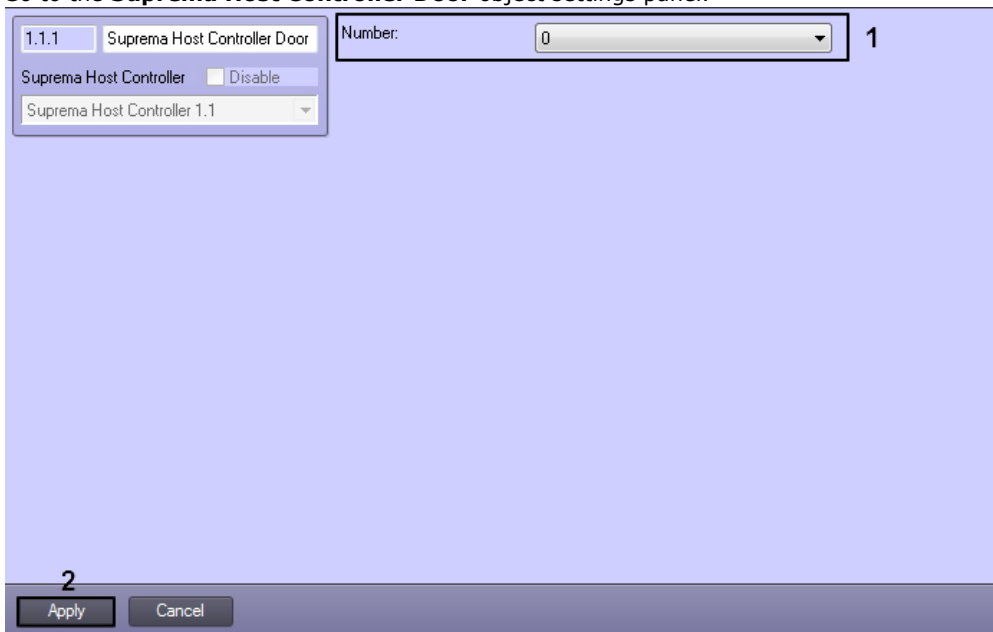 Go to the Suprema Host Controller Door object settings panel.
1.1.1 Suprema Host Controller Door
Number: 0 1
Suprema Host Controller Disable
Suprema Host Controller 1.1
2
Apply Cancel